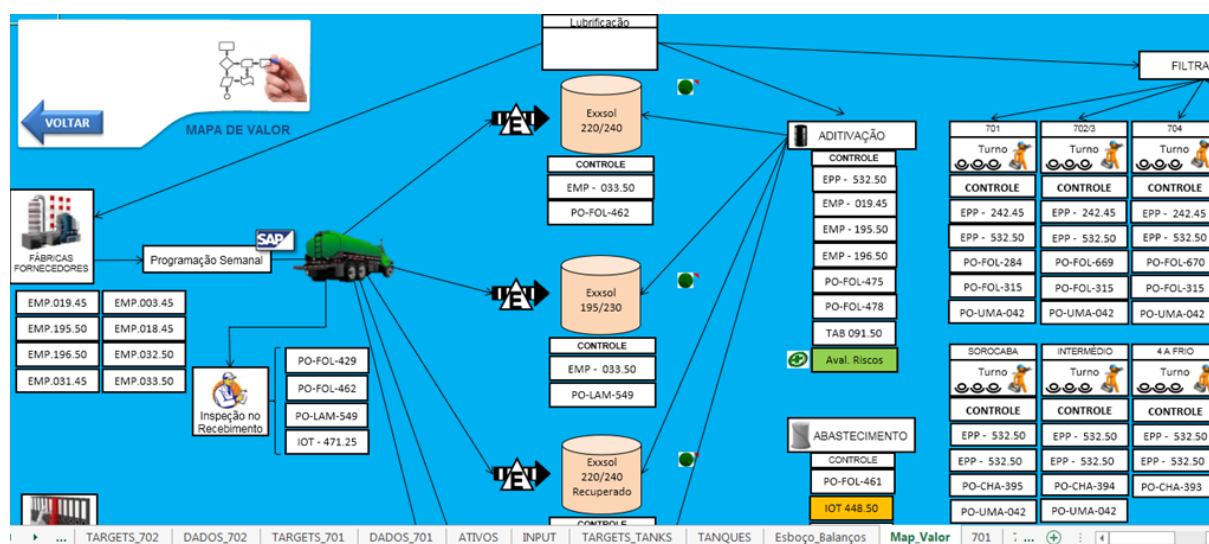 Lubrificação
VOLTAR
MAPA DE VALOR
FÁBRICAS
FORNECEDORES
EMP.019.45
EMP.003.45
EMP.195.50
EMP.018.45
EMP.196.50
EMP.032.50
EMP.031.45
EMP.033.50
Programação Semanal
SAP
Inspeção no
Recebimento
PO-FOL-429
PO-FOL-462
PO-LAM-549
IOT - 471.25
E
Exxsol
220/240
CONTROLE
EMP - 033.50
PO-FOL-462
E
Exxsol
195/230
CONTROLE
EMP - 033.50
PO-LAM-549
E
Exxsol
220/240
Recuperado
CONTROLE
ADITIVAÇÃO
CONTROLE
EPP - 532.50
EMP - 019.45
EMP - 195.50
EMP - 196.50
PO-FOL-475
PO-FOL-478
TAB 091.50
Aval. Riscos
ABASTECIMENTO
CONTROLE
PO-FOL-461
IOT 448.50
FILTRA
701
Turno
CONTROLE
EPP - 242.45
EPP - 532.50
PO-FOL-284
PO-FOL-315
PO-UMA-042
702/3
Turno
CONTROLE
EPP - 242.45
EPP - 532.50
PO-FOL-669
PO-FOL-315
PO-UMA-042
704
Turno
CONTROLE
EPP - 242.45
EPP - 532.50
PO-FOL-670
PO-FOL-315
PO-UMA-042
SOROCABA
Turno
CONTROLE
EPP - 532.50
EPP - 532.50
PO-CHA-395
PO-UMA-042
INTERMÉDIO
Turno
CONTROLE
EPP - 532.50
EPP - 532.50
PO-CHA-394
PO-UMA-042
4 A FRIO
Turno
CONTROLE
EPP - 532.50
EPP - 532.50
PO-CHA-393
... TARGETS_702 DADOS_702 TARGETS_701 DADOS_701 ATIVOS INPUT TARGETS_TANKS TANQUES Esboço_Balanços Map_Valor 701 ...